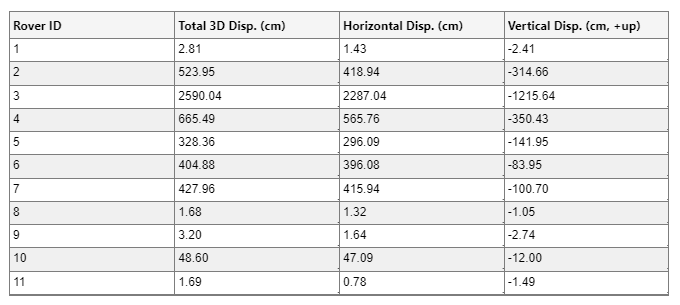 Rover ID Total 3D Disp. (cm) Horizontal Disp. (cm) Vertical Disp. (cm, +up)
1 2.81 1.43 -2.41
2 523.95 418.94 -314.66
3 2590.04 2287.04 -1215.64
4 665.49 565.76 -350.43
5 328.36 296.09 -141.95
6 404.88 396.08 -83.95
7 427.96 415.94 -100.70
8 1.68 1.32 -1.05
9 3.20 1.64 -2.74
10 48.60 47.09 -12.00
11 1.69 0.78 -1.49